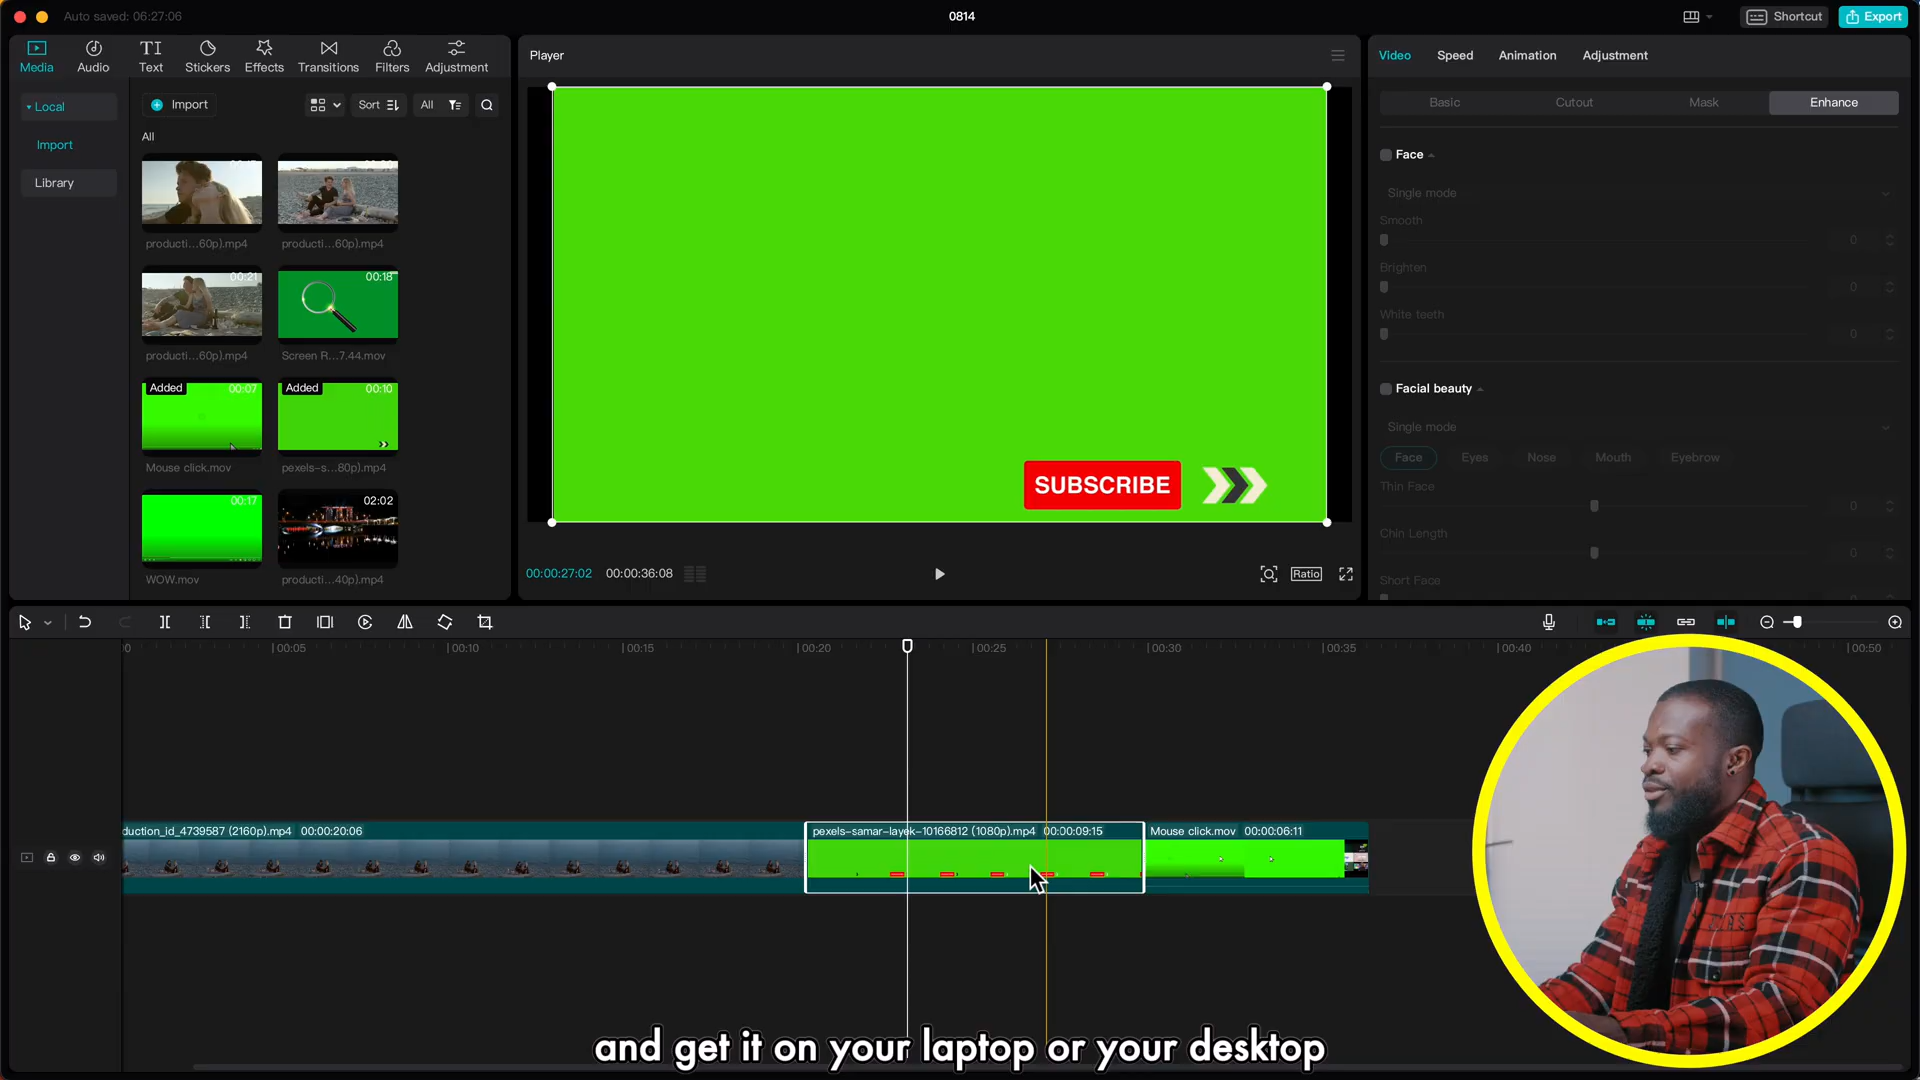 Auto saved: 06:27:06
0814
Shortcut
Export
Media
Audio
Text
Stickers
Effects
Transitions
Filters
Adjustment
Local
Import
Library
Import
Sort
All
All
producti...60p).mp4
producti...60p).mp4
00:21
producti...60p).mp4
00:18
Screen R...7.44.mov
Added
00:07
Mouse click.mov
Added
00:10
pexels-s...80p).mp4
00:17
WOW.mov
02:02
producti...40p).mp4
Player
SUBSCRIBE
00:00:27:02
00:00:36:08
Ratio
Video
Speed
Animation
Adjustment
Basic
Cutout
Mask
Enhance
Face
Single mode
Smooth
0
Brighten
0
White teeth
0
Facial beauty
Single mode
Face
Eyes
Nose
Mouth
Eyebrow
Thin Face
0
Chin Length
0
Short Face
00:05
00:10
00:15
00:20
00:25
00:30
00:35
00:40
00:50
duction_id_4739587 (2160p).mp4 00:00:20:06
pexels-samar-layek-10166812 (1080p).mp4 00:00:09:15
Mouse click.mov 00:00:06:11
and get it on your laptop or your desktop